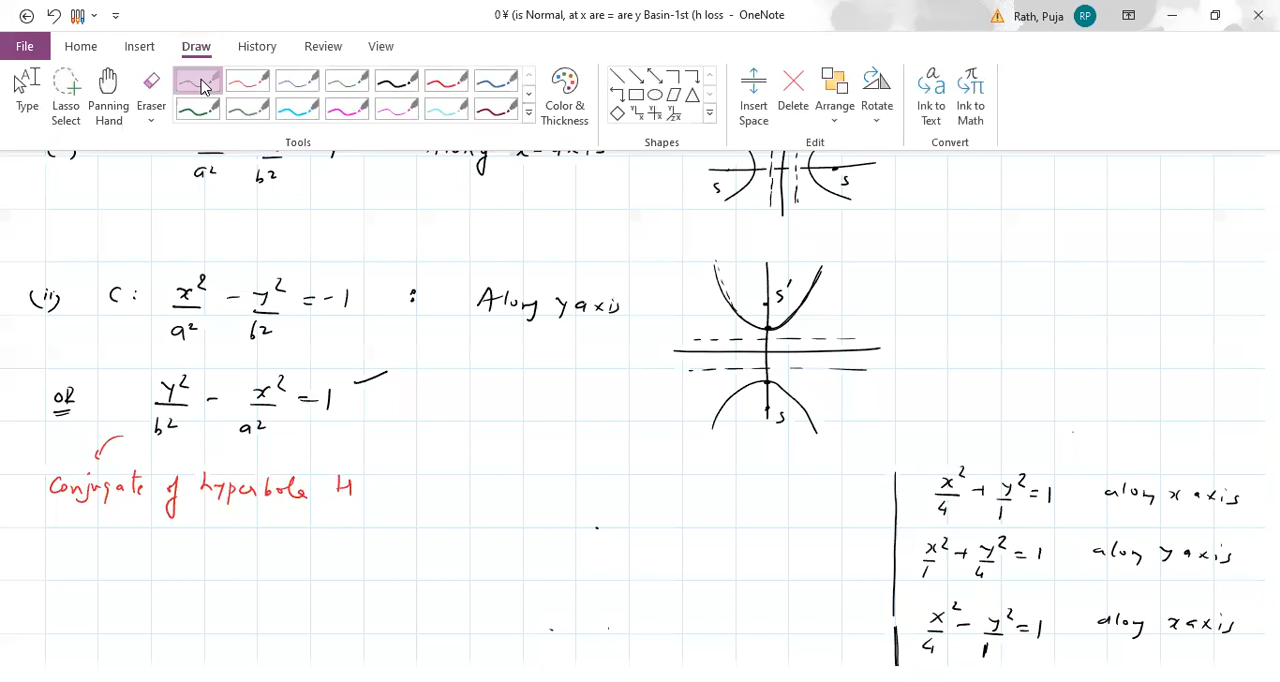 0 ¥ (is Normal, at x are = are y Basin-1st (h loss - OneNote
Rath, Puja RP
File Home Insert Draw History Review View
Type Lasso Select Panning Hand Eraser Color & Thickness Insert Space Delete Arrange Rotate Ink to Text Ink to Math
Tools Shapes Edit Convert
a² b²
S S
(ii) C: x²/a² - y²/b² = -1 : Along y axis
S'
OR y²/b² - x²/a² = 1
S
Conjugate of hyperbola H
x²/4 + y²/1 = 1 along x axis
x²/1 + y²/4 = 1 along y axis
x²/4 - y²/1 = 1 along x axis